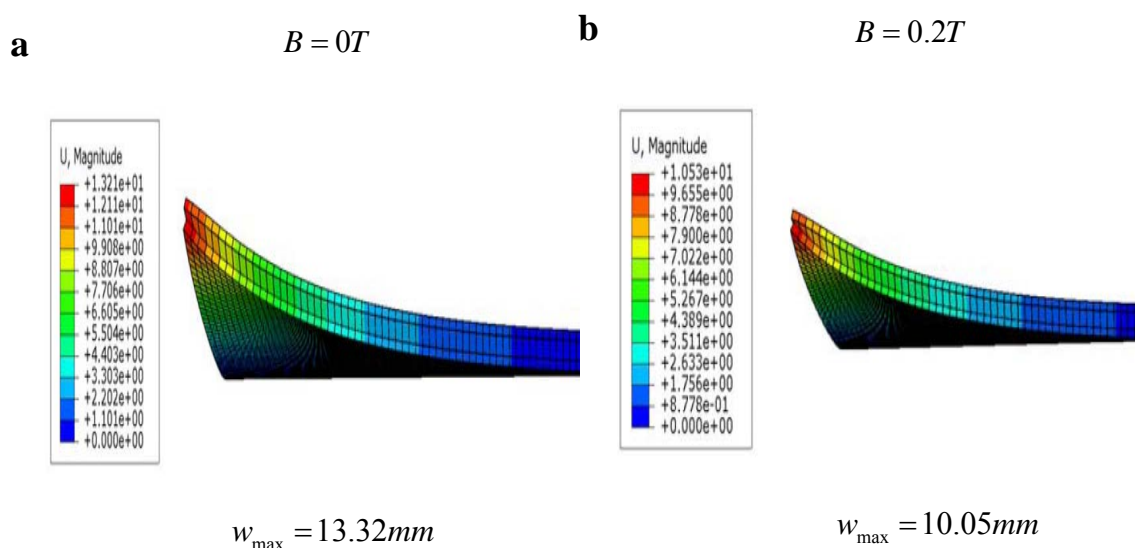 a
B = 0T
U, Magnitude
+1.321e+01
+1.211e+01
+1.101e+01
+9.908e+00
+8.807e+00
+7.706e+00
+6.605e+00
+5.504e+00
+4.403e+00
+3.303e+00
+2.202e+00
+1.101e+00
+0.000e+00
w_max = 13.32mm
b
B = 0.2T
U, Magnitude
+1.053e+01
+9.655e+00
+8.778e+00
+7.900e+00
+7.022e+00
+6.144e+00
+5.267e+00
+4.389e+00
+3.511e+00
+2.633e+00
+1.756e+00
+8.778e-01
+0.000e+00
w_max = 10.05mm